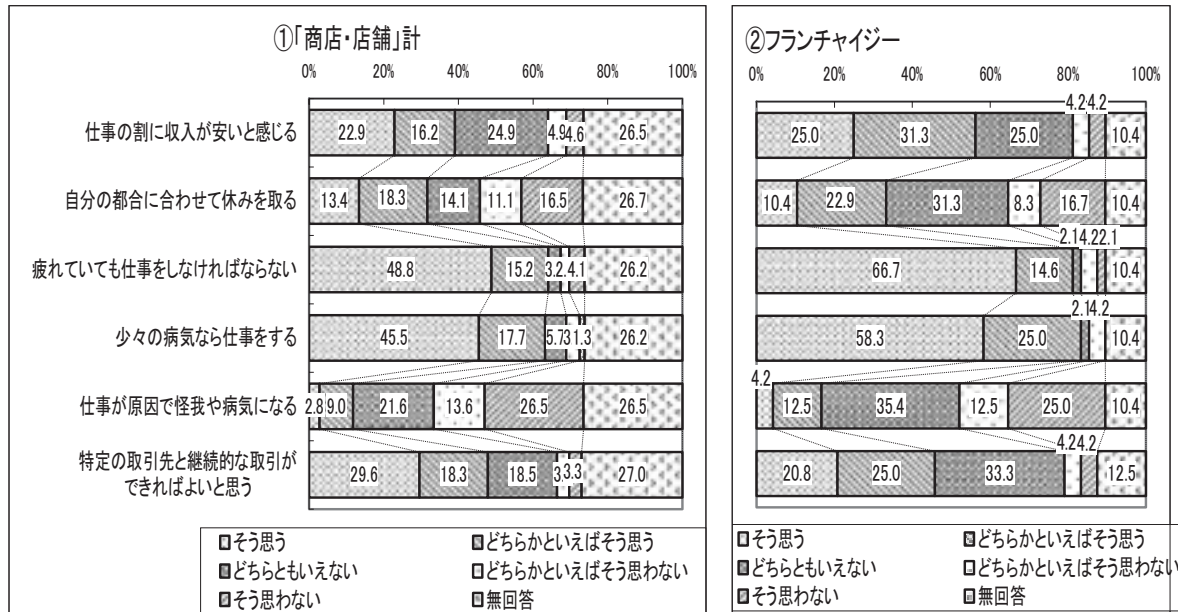 ①「商店・店舗」計
0% 20% 40% 60% 80% 100%
仕事の割に収入が安いと感じる
22.9 16.2 24.9 4.9 4.6 26.5
自分の都合に合わせて休みを取る
13.4 18.3 14.1 11.1 16.5 26.7
疲れていても仕事をしなければならない
48.8 15.2 3.2 4.1 26.2
少々の病気なら仕事をする
45.5 17.7 5.7 1.3 26.2
仕事が原因で怪我や病気になる
2.8 9.0 21.6 13.6 26.5 26.5
特定の取引先と継続的な取引が
できればよいと思う
29.6 18.3 18.5 3.3 27.0
そう思う どちらかといえばそう思う
どちらともいえない どちらかといえばそう思わない
そう思わない 無回答
②フランチャイジー
0% 20% 40% 60% 80% 100%
4.2 4.2
25.0 31.3 25.0 10.4
10.4 22.9 31.3 8.3 16.7 10.4
2.1 4.2 2.1
66.7 14.6 10.4
2.1 4.2
58.3 25.0 10.4
4.2
12.5 35.4 12.5 25.0 10.4
4.2 4.2
20.8 25.0 33.3 12.5
そう思う どちらかといえばそう思う
どちらともいえない どちらかといえばそう思わない
そう思わない 無回答